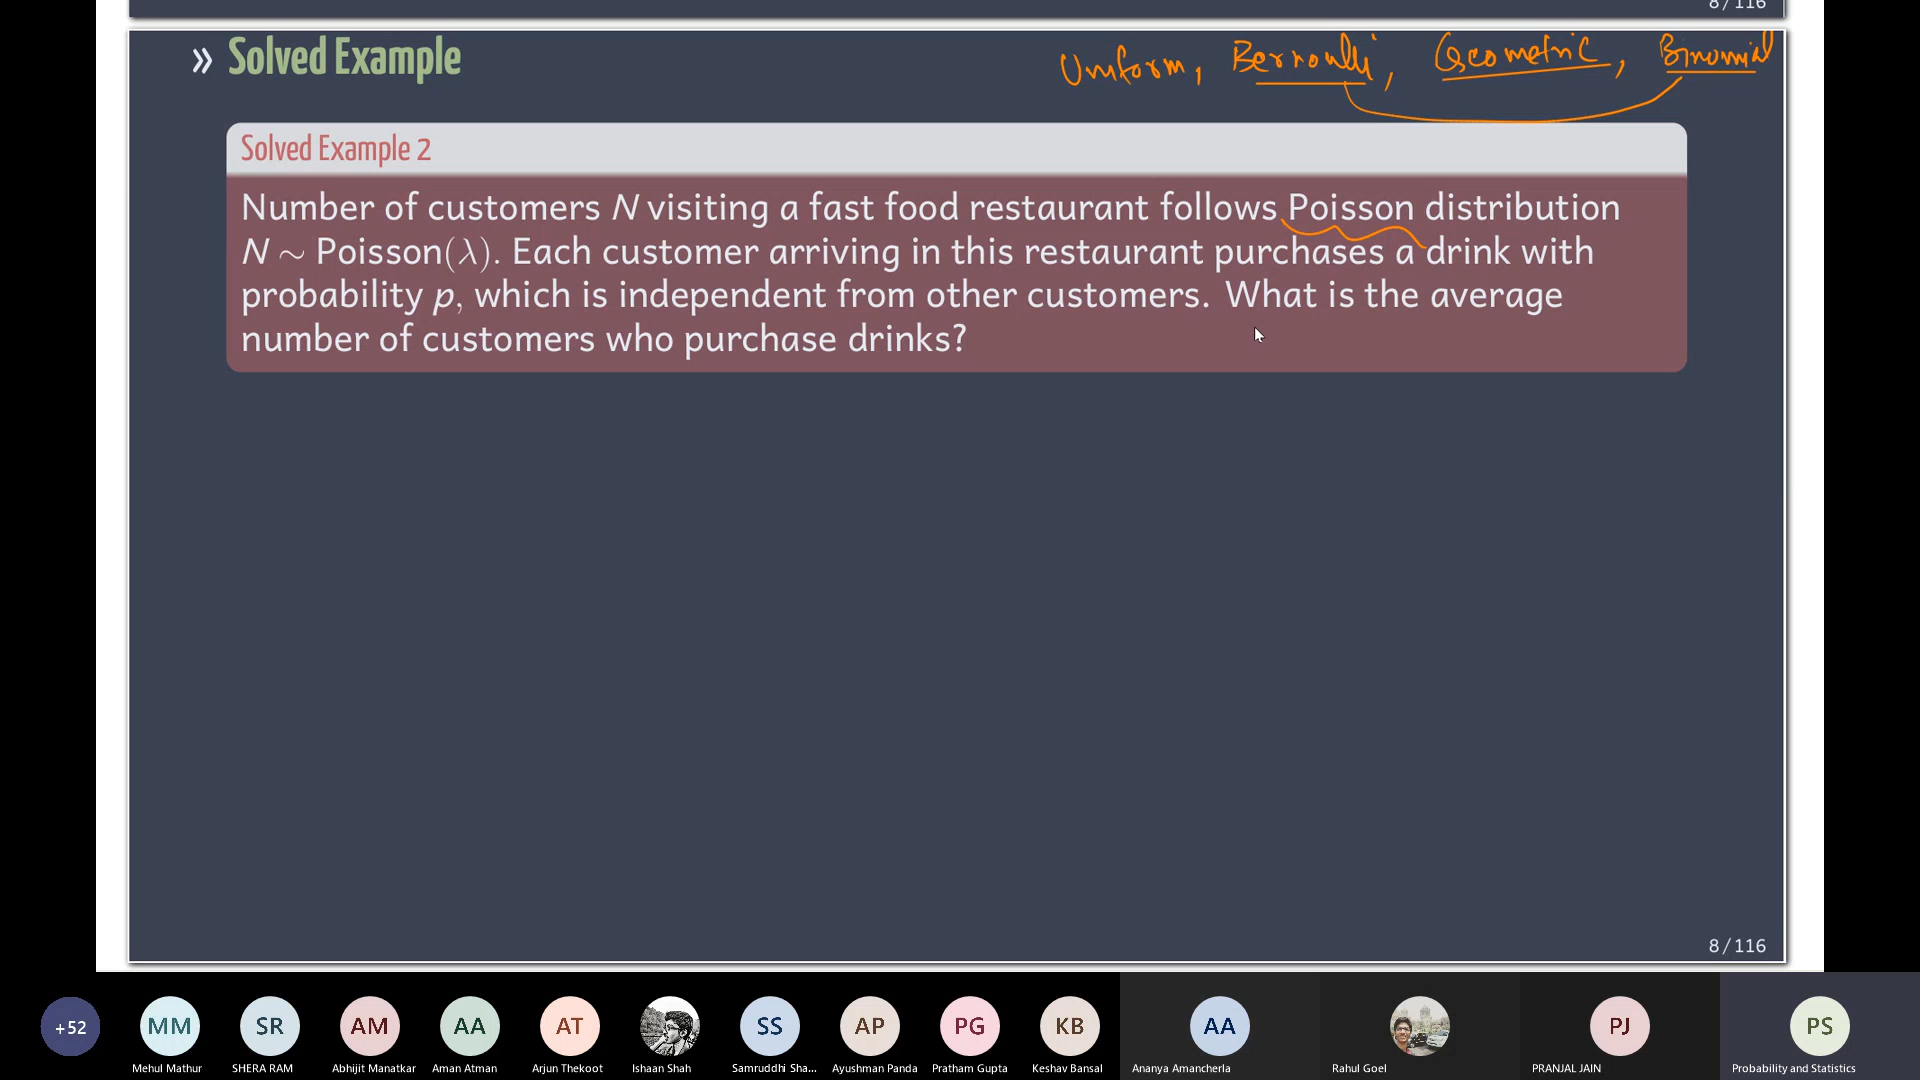 8 / 116
» Solved Example
Uniform, Bernoulli, Geometric, Binomial
Solved Example 2
Number of customers N visiting a fast food restaurant follows Poisson distribution
N ∼ Poisson(λ). Each customer arriving in this restaurant purchases a drink with
probability p, which is independent from other customers. What is the average
number of customers who purchase drinks?
8 / 116
+52 MM SR AM AA AT SS AP PG KB AA PJ PS
Mehul Mathur SHERA RAM Abhijit Manatkar Aman Atman Arjun Thekoot Ishaan Shah Samruddhi Sha... Ayushman Panda Pratham Gupta Keshav Bansal Ananya Amancherla Rahul Goel PRANJAL JAIN Probability and Statistics